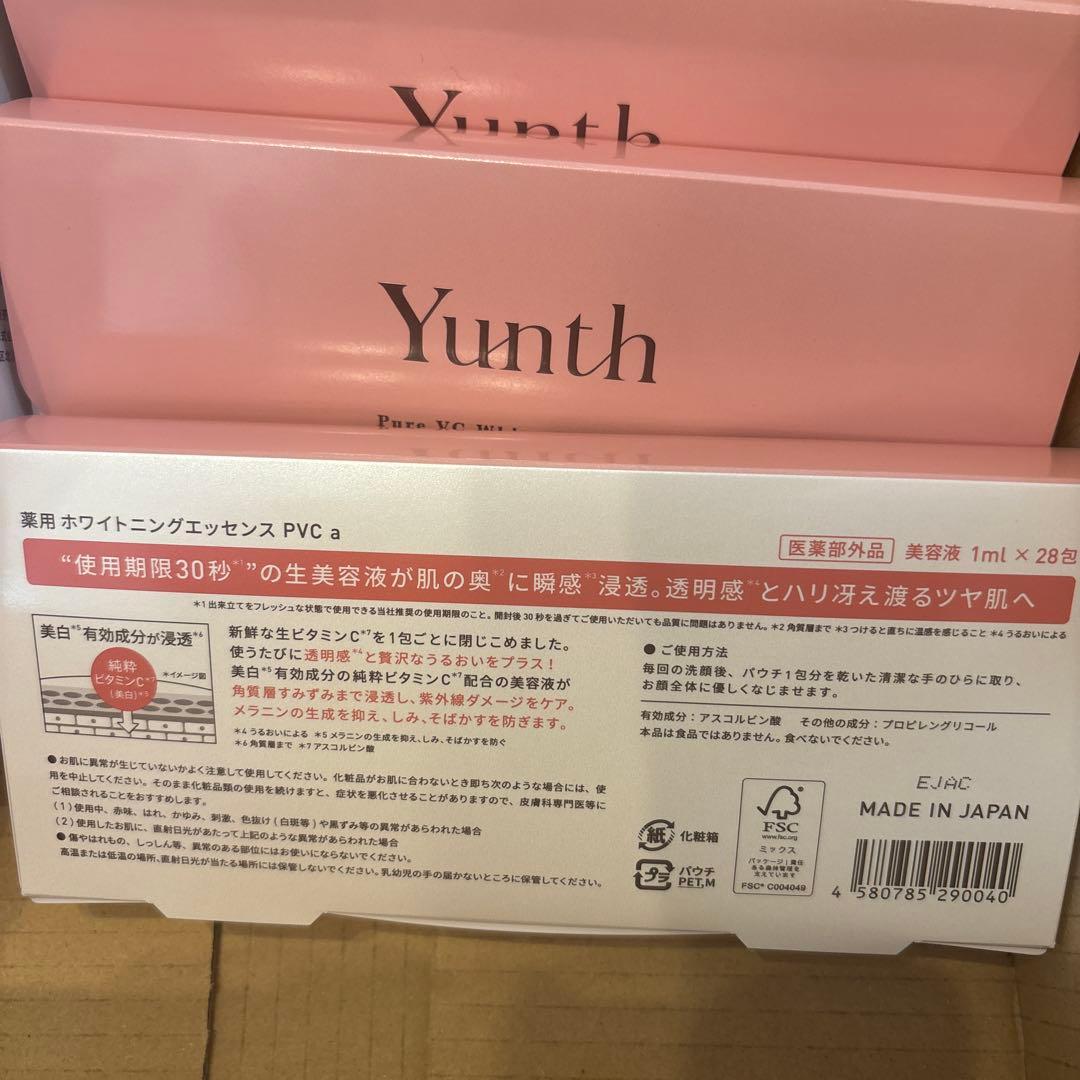 Yunth
Yunth
Pure VC
薬用 ホワイトニングエッセンス PVC a
医薬部外品 美容液 1ml × 28包
“使用期限30秒*1”の生美容液が肌の奥*2に瞬感*3浸透。透明感*4とハリ冴え渡るツヤ肌へ
*1 出来立てをフレッシュな状態で使用できる当社推奨の使用期限のこと。開封後30秒を過ぎてご使用いただいても品質に問題はありません。*2 角質層まで *3 つけると直ちに温感を感じること *4 うるおいによる
美白*5有効成分が浸透*6
純粋
ビタミンC*7
(美白)*5
*イメージ図
新鮮な生ビタミンC*7を1包ごとに閉じこめました。
使うたびに透明感*4と贅沢なうるおいをプラス!
美白*5有効成分の純粋ビタミンC*7配合の美容液が
角質層すみずみまで浸透し、紫外線ダメージをケア。
メラニンの生成を抑え、しみ、そばかすを防ぎます。
*4 うるおいによる *5 メラニンの生成を抑え、しみ、そばかすを防ぐ
*6 角質層まで *7 アスコルビン酸
● ご使用方法
毎回の洗顔後、パウチ1包分を乾いた清潔な手のひらに取り、
お顔全体に優しくなじませます。
有効成分:アスコルビン酸 その他の成分:プロピレングリコール
本品は食品ではありません。食べないでください。
● お肌に異常が生じていないかよく注意して使用してください。化粧品がお肌に合わないとき即ち次のような場合には、使
用を中止してください。そのまま化粧品類の使用を続けますと、症状を悪化させることがありますので、皮膚科専門医等に
ご相談されることをおすすめします。
(1)使用中、赤味、はれ、かゆみ、刺激、色抜け(白斑等)や黒ずみ等の異常があらわれた場合
(2)使用したお肌に、直射日光があたって上記のような異常があらわれた場合
● 傷やはれもの、しっしん等、異常のある部位にはお使いにならないでください。
高温または低温の場所、直射日光が当たる場所には保管しないでください。乳幼児の手の届かないところに保管してください。
紙 化粧箱
プラ パウチ
PET,M
FSC
www.fsc.org
ミックス
パッケージ|責任
ある森林管理を
支えています
FSC® C004049
EJAC
MADE IN JAPAN
4 580785 290040